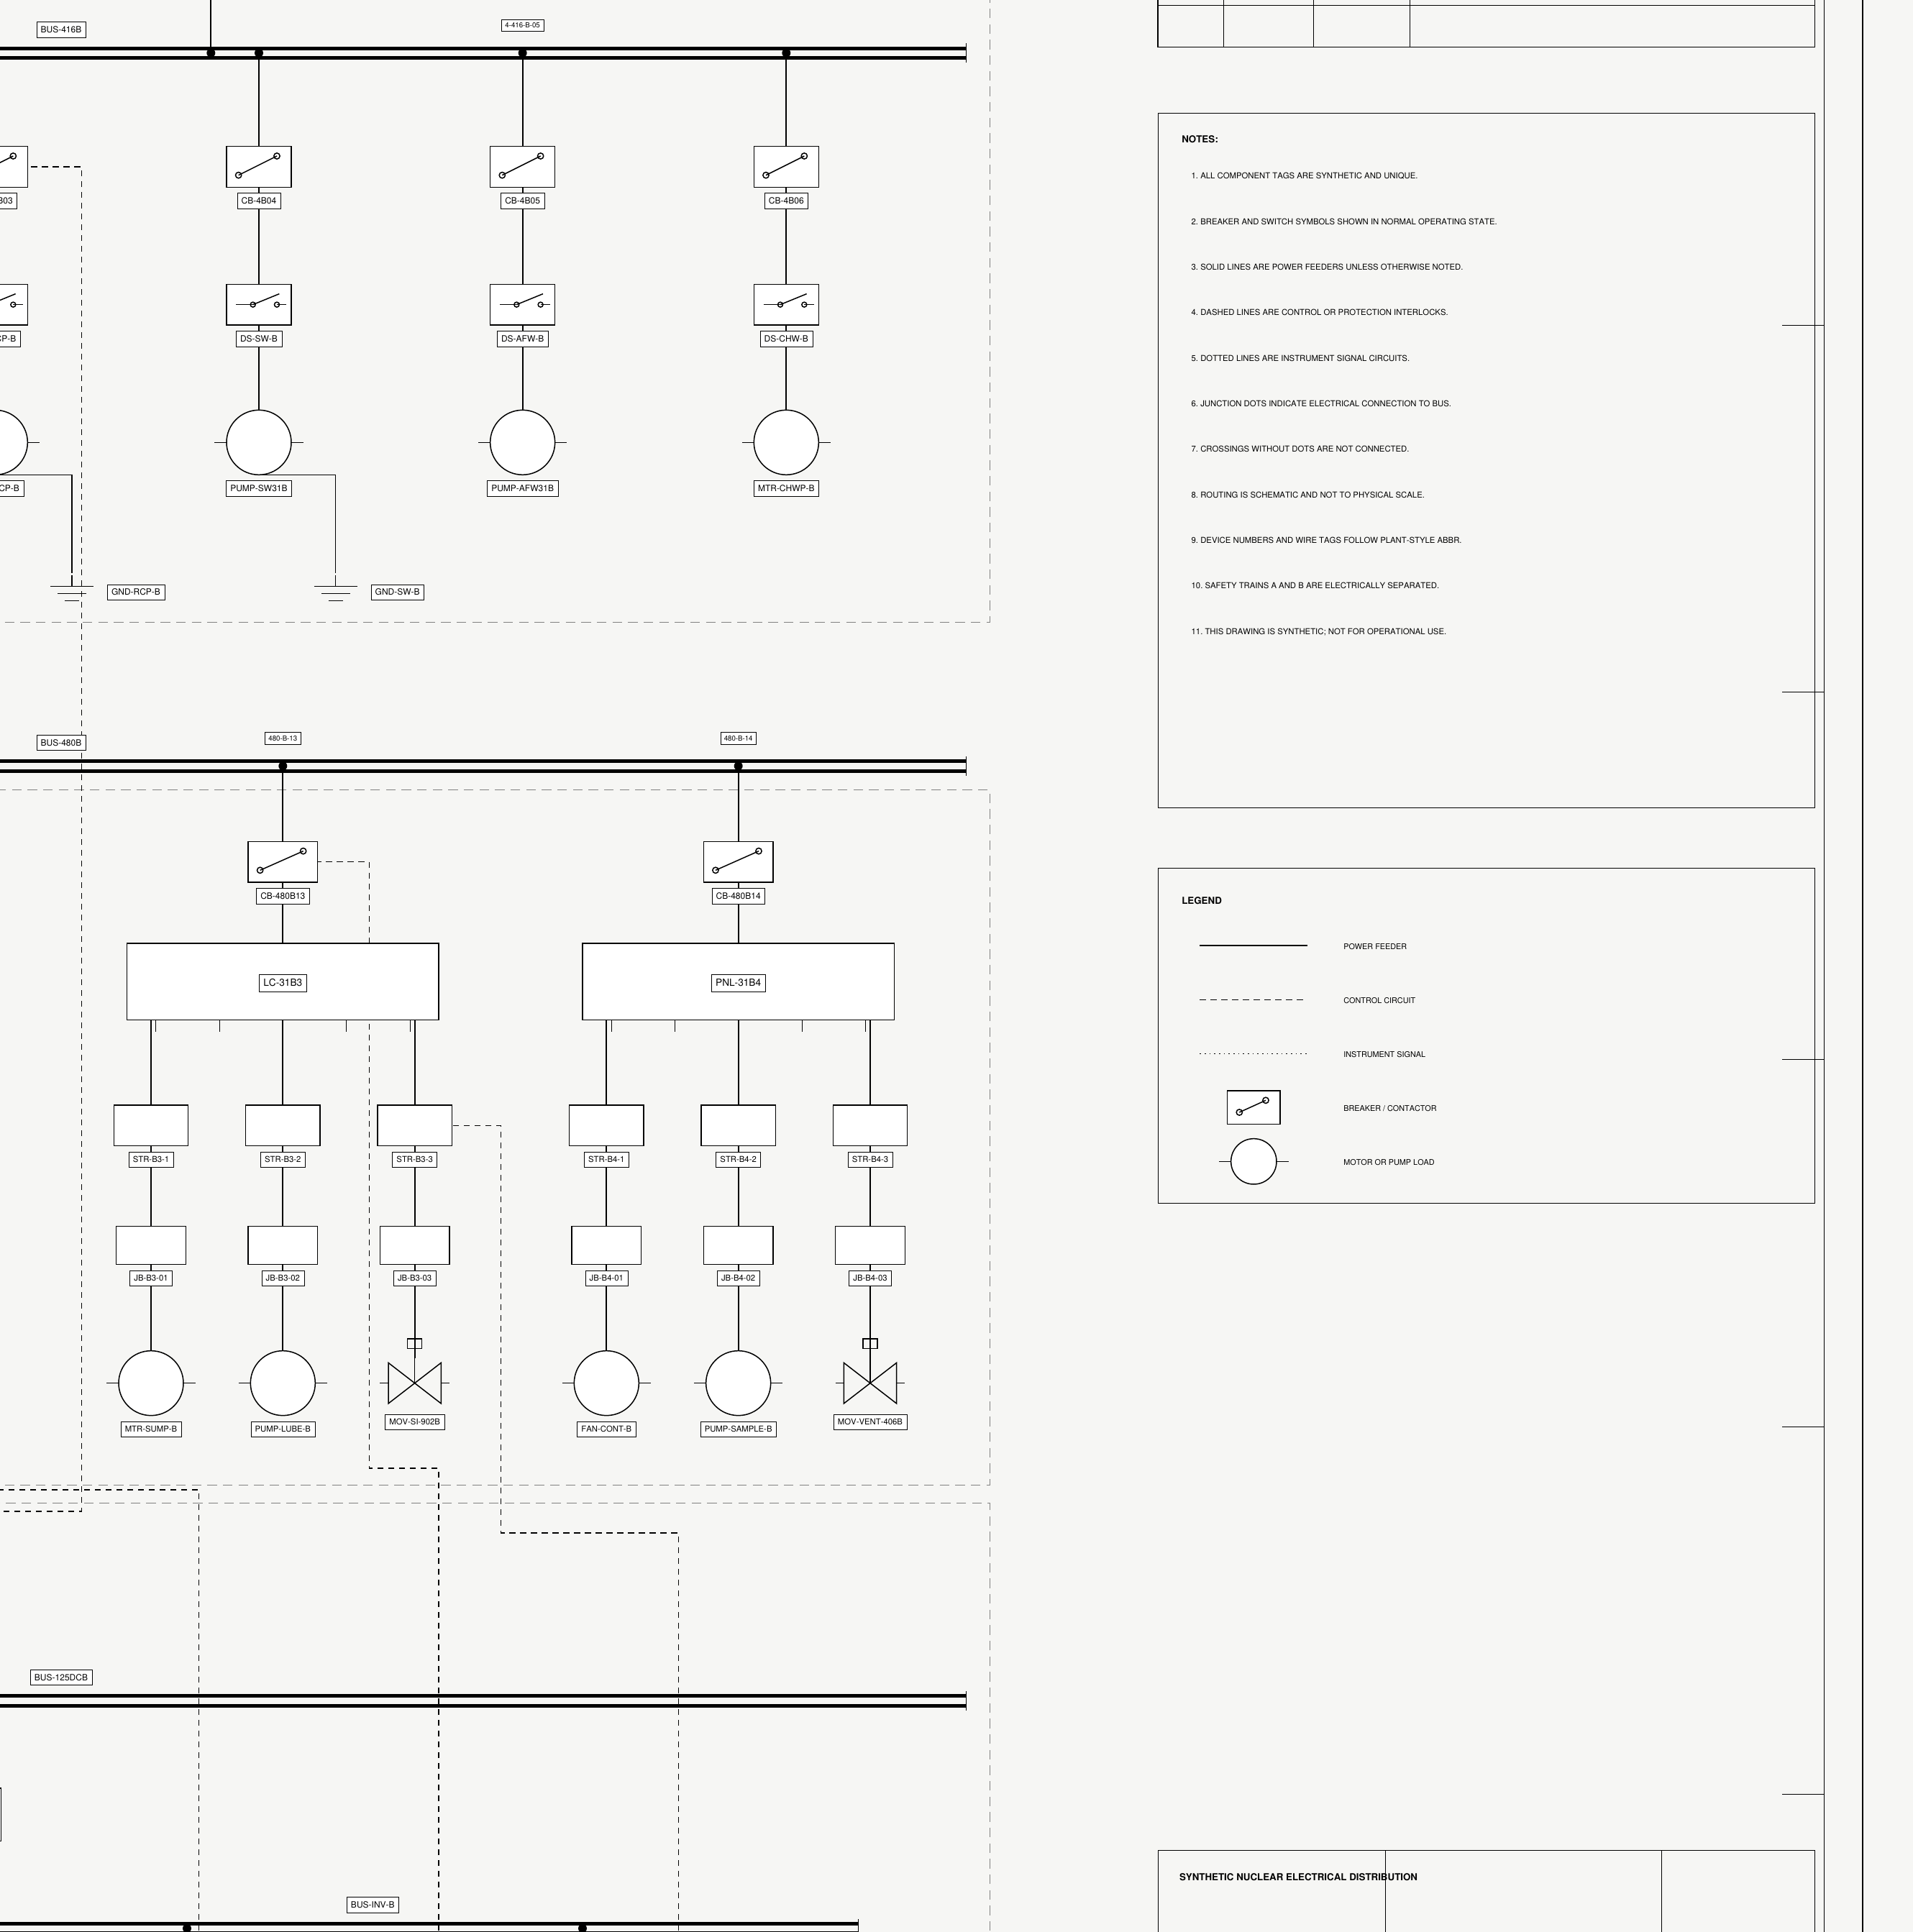 BUS-416B
4-416-B-05
CB-4B04
CB-4B05
CB-4B06
DS-SW-B
DS-AFW-B
DS-CHW-B
PUMP-SW31B
PUMP-AFW31B
MTR-CHWP-B
GND-RCP-B
GND-SW-B
BUS-480B
480-B-13
480-B-14
CB-480B13
CB-480B14
LC-31B3
PNL-31B4
STR-B3-1
STR-B3-2
STR-B3-3
STR-B4-1
STR-B4-2
STR-B4-3
JB-B3-01
JB-B3-02
JB-B3-03
JB-B4-01
JB-B4-02
JB-B4-03
MTR-SUMP-B
PUMP-LUBE-B
MOV-SI-902B
FAN-CONT-B
PUMP-SAMPLE-B
MOV-VENT-406B
BUS-125DCB
BUS-INV-B
NOTES:
1. ALL COMPONENT TAGS ARE SYNTHETIC AND UNIQUE.
2. BREAKER AND SWITCH SYMBOLS SHOWN IN NORMAL OPERATING STATE.
3. SOLID LINES ARE POWER FEEDERS UNLESS OTHERWISE NOTED.
4. DASHED LINES ARE CONTROL OR PROTECTION INTERLOCKS.
5. DOTTED LINES ARE INSTRUMENT SIGNAL CIRCUITS.
6. JUNCTION DOTS INDICATE ELECTRICAL CONNECTION TO BUS.
7. CROSSINGS WITHOUT DOTS ARE NOT CONNECTED.
8. ROUTING IS SCHEMATIC AND NOT TO PHYSICAL SCALE.
9. DEVICE NUMBERS AND WIRE TAGS FOLLOW PLANT-STYLE ABBR.
10. SAFETY TRAINS A AND B ARE ELECTRICALLY SEPARATED.
11. THIS DRAWING IS SYNTHETIC; NOT FOR OPERATIONAL USE.
LEGEND
POWER FEEDER
CONTROL CIRCUIT
INSTRUMENT SIGNAL
BREAKER / CONTACTOR
MOTOR OR PUMP LOAD
SYNTHETIC NUCLEAR ELECTRICAL DISTRIBUTION